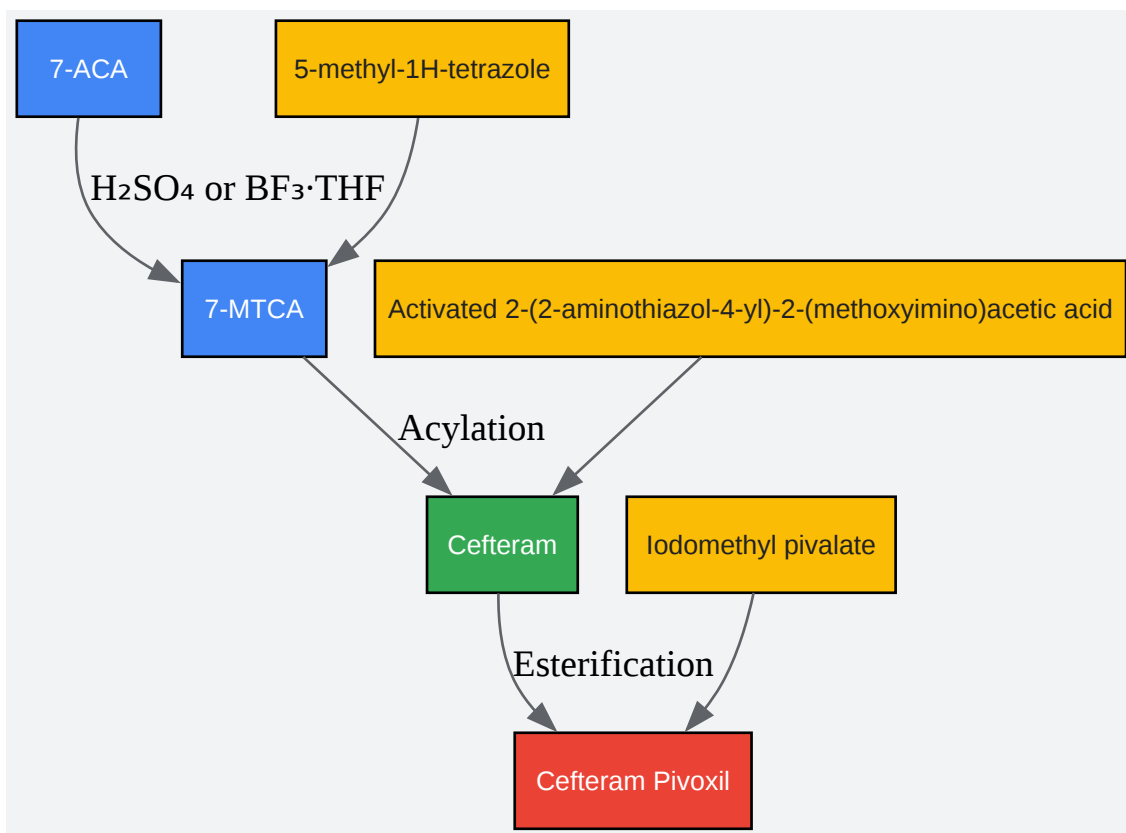 7-ACA
5-methyl-1H-tetrazole
H₂SO₄ or BF₃·THF
7-MTCA
Activated 2-(2-aminothiazol-4-yl)-2-(methoxyimino)acetic acid
Acylation
Cefteram
Iodomethyl pivalate
Esterification
Cefteram Pivoxil